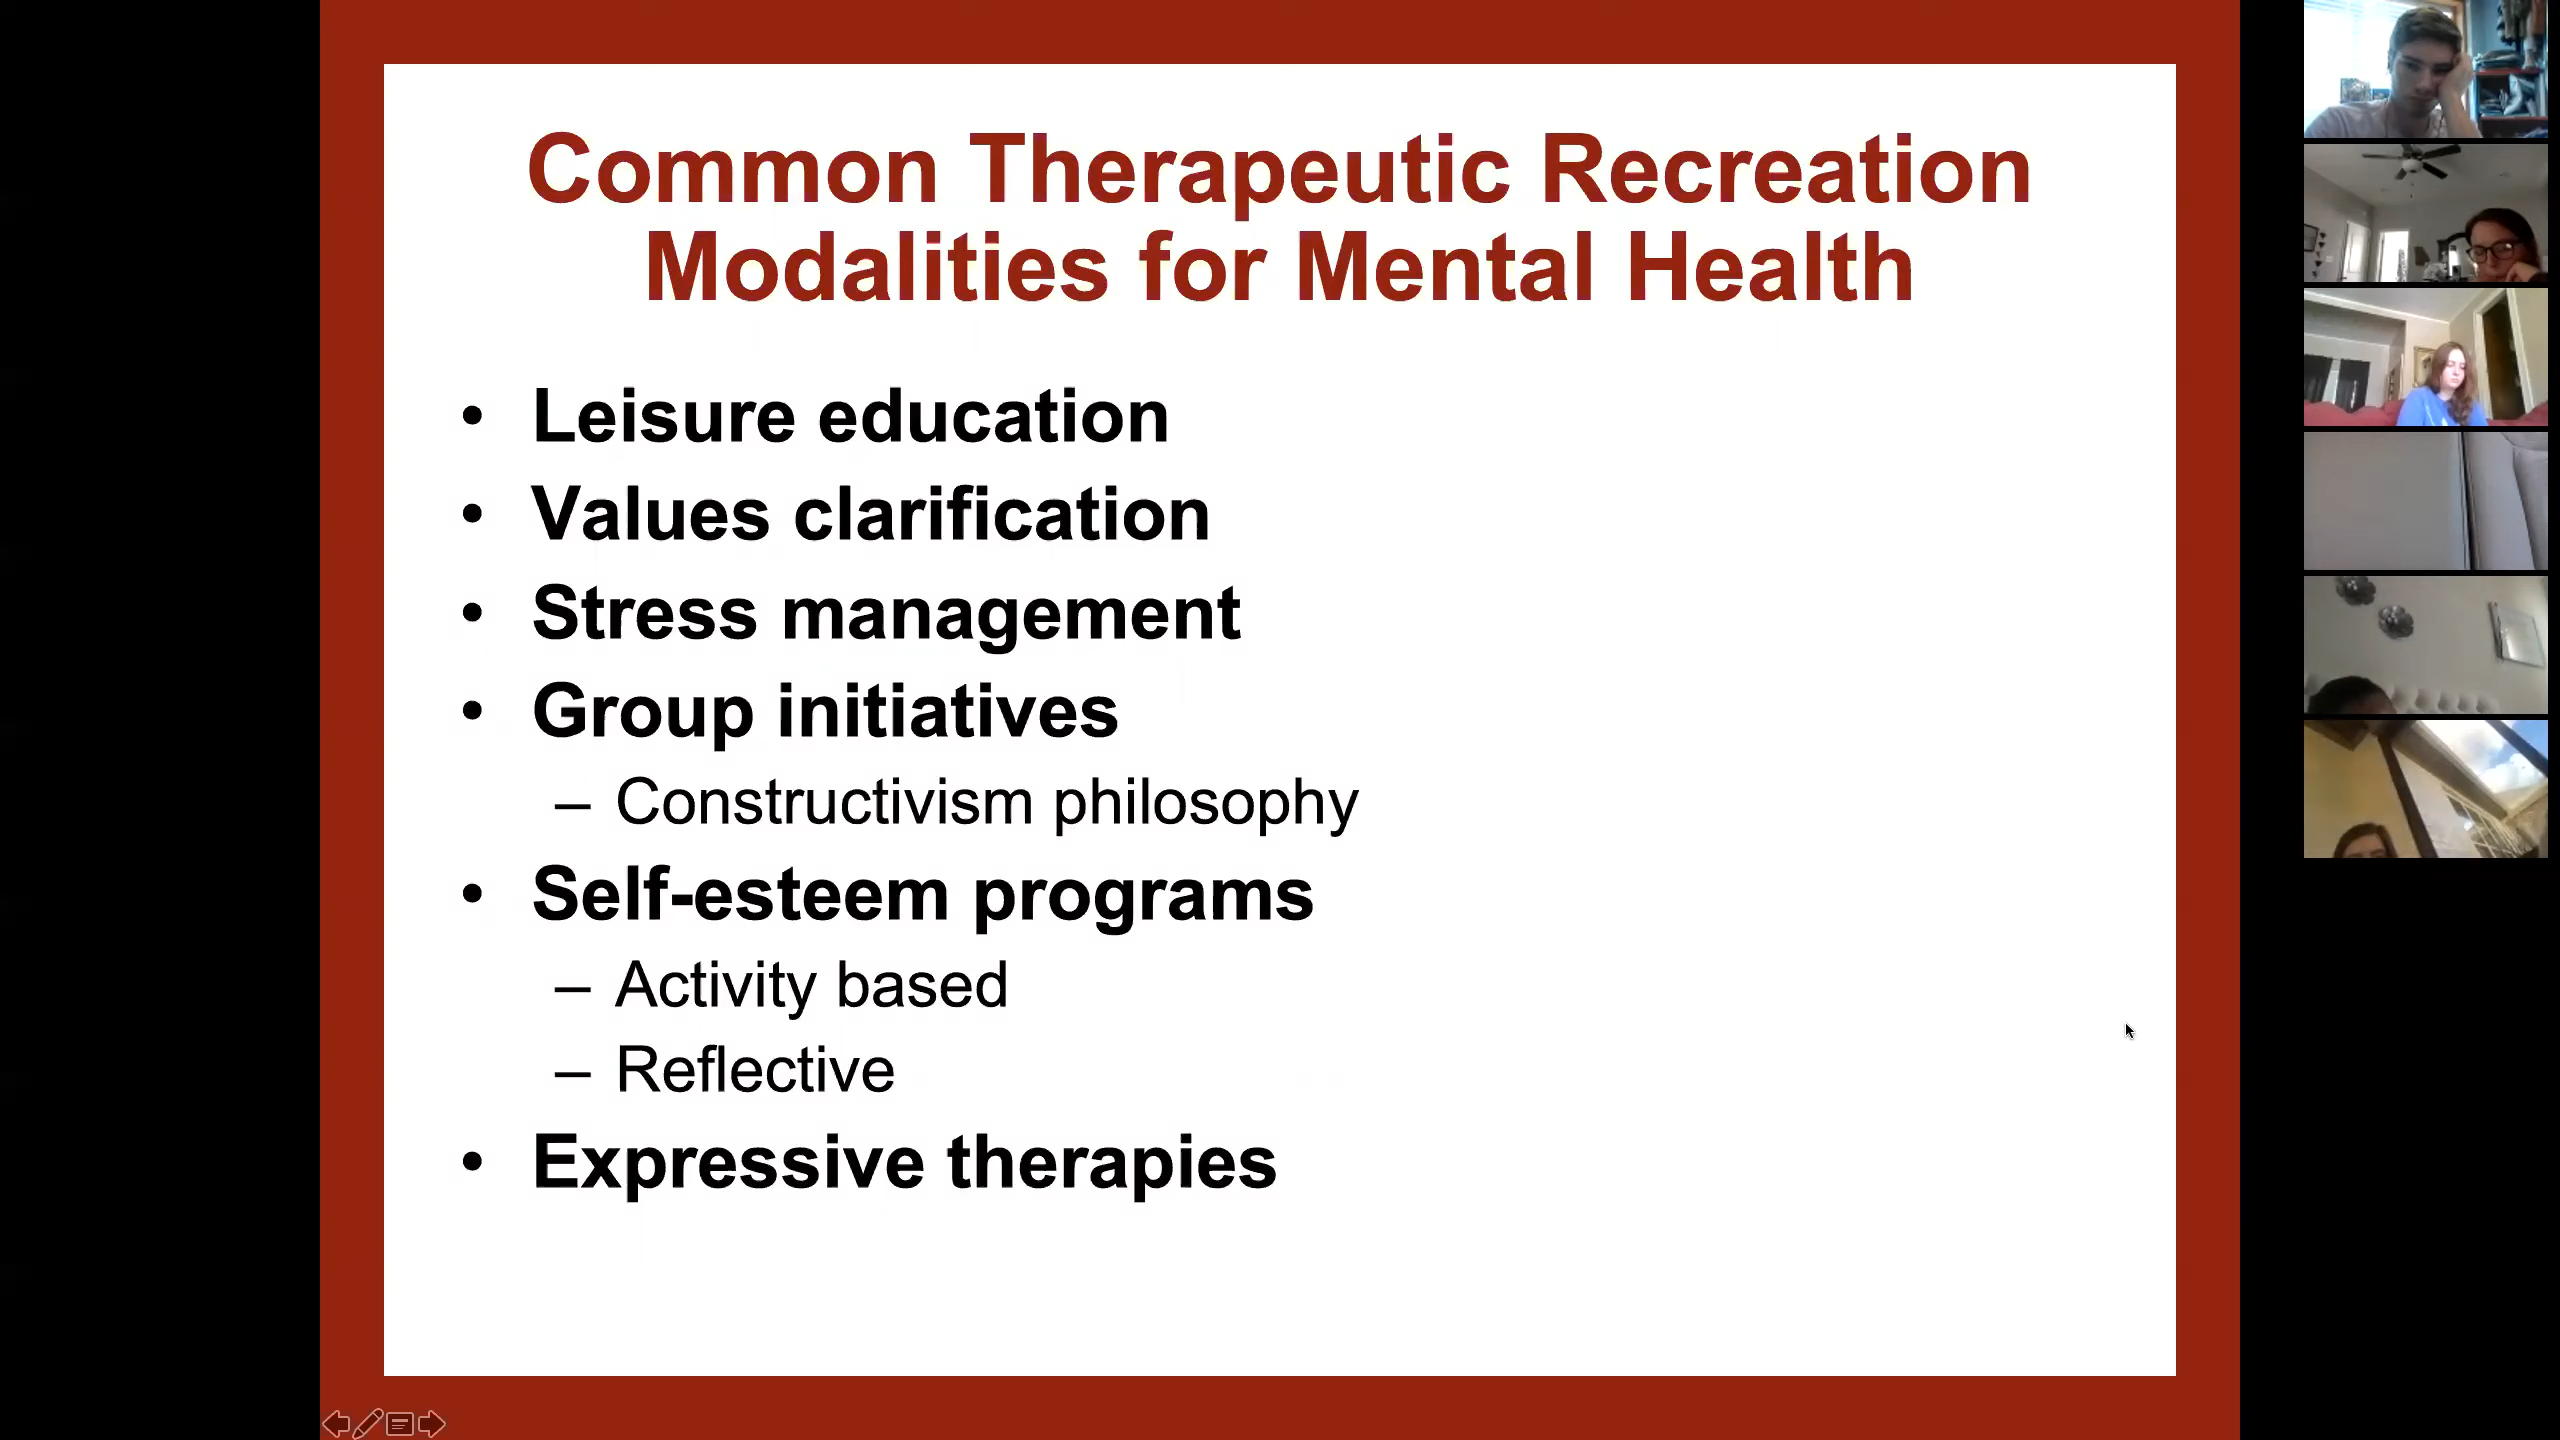 Common Therapeutic Recreation
Modalities for Mental Health
• Leisure education
• Values clarification
• Stress management
• Group initiatives
– Constructivism philosophy
• Self-esteem programs
– Activity based
– Reflective
• Expressive therapies